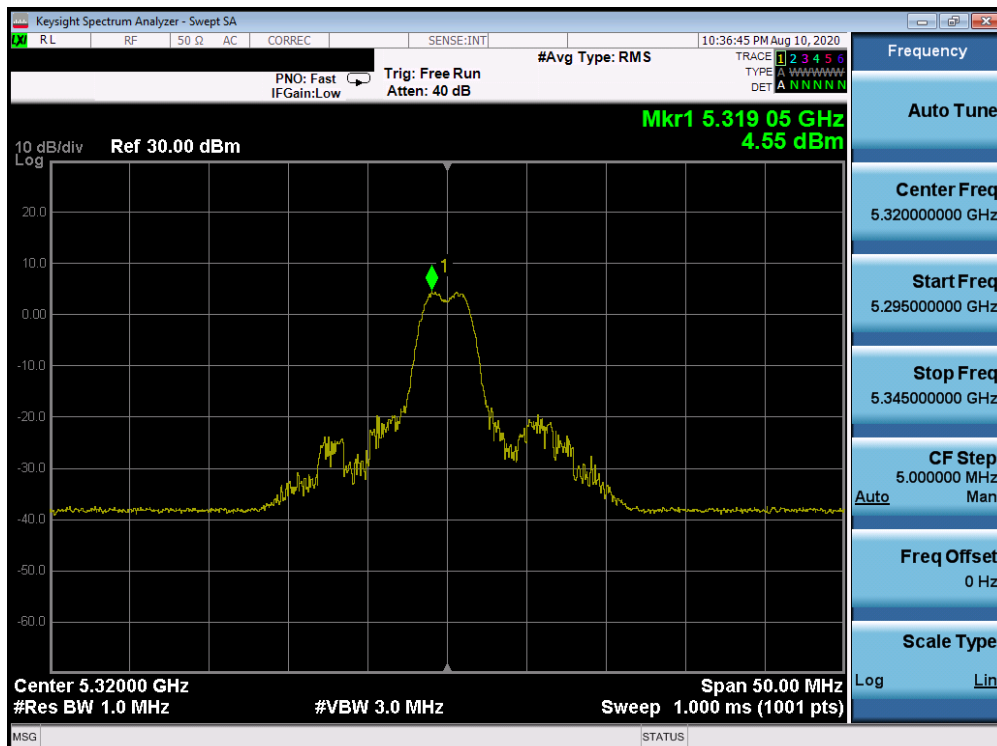 Keysight Spectrum Analyzer - Swept SA
LXI RL RF 50 Ω AC CORREC SENSE:INT 10:36:45 PM Aug 10, 2020
#Avg Type: RMS
TRACE 1 2 3 4 5 6
PNO: Fast Trig: Free Run TYPE A WWWWW
IFGain:Low Atten: 40 dB DET A N N N N N
Mkr1 5.319 05 GHz
4.55 dBm
10 dB/div Ref 30.00 dBm
Log
20.0
10.0
1
0.00
-10.0
-20.0
-30.0
-40.0
-50.0
-60.0
Center 5.32000 GHz Span 50.00 MHz
#Res BW 1.0 MHz #VBW 3.0 MHz Sweep 1.000 ms (1001 pts)
MSG STATUS
Frequency
Auto Tune
Center Freq
5.320000000 GHz
Start Freq
5.295000000 GHz
Stop Freq
5.345000000 GHz
CF Step
5.000000 MHz
Auto Man
Freq Offset
0 Hz
Scale Type
Log Lin